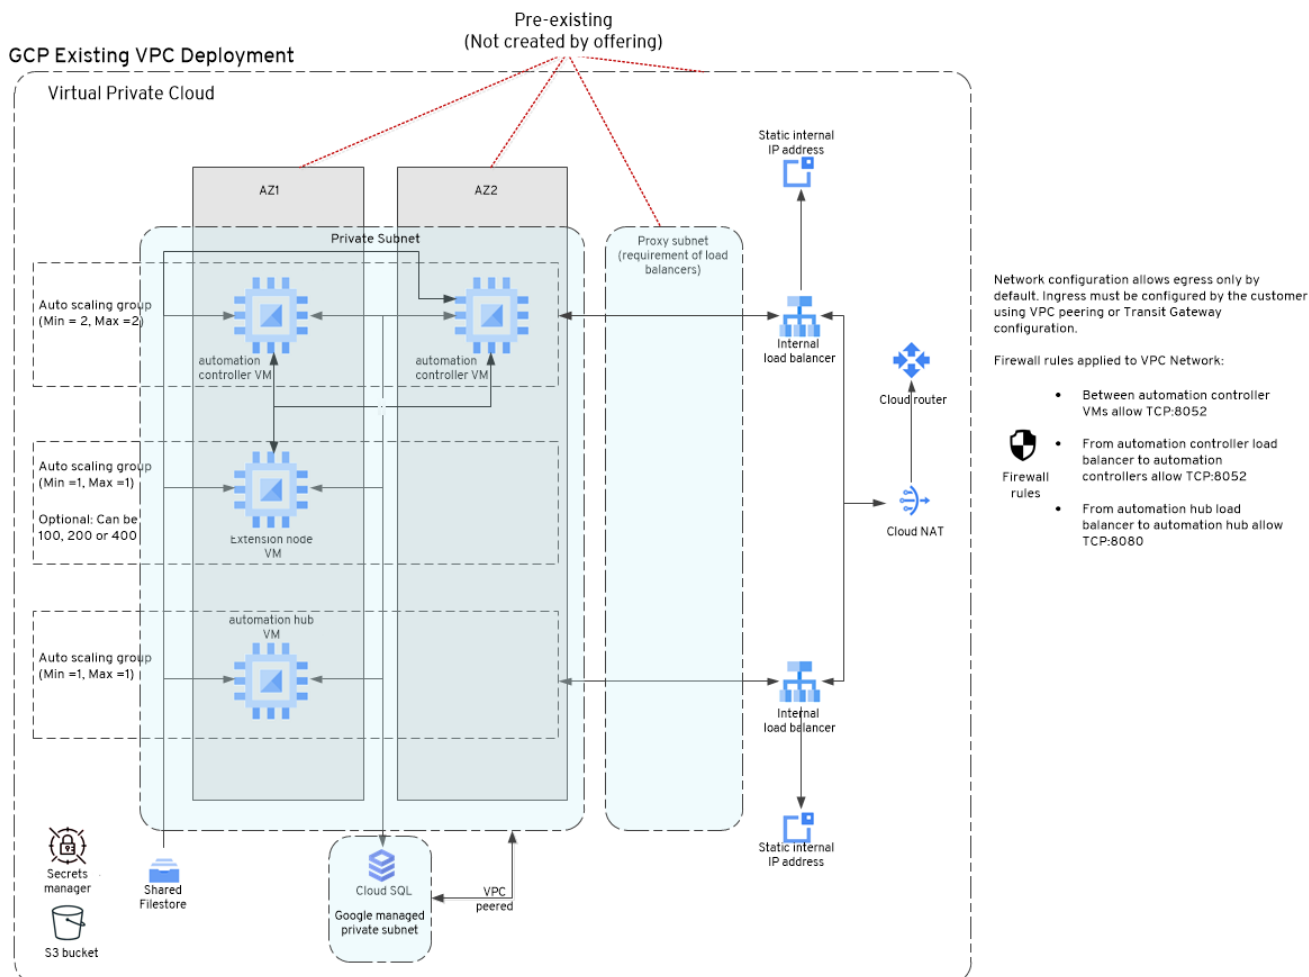 Pre-existing
(Not created by offering)
GCP Existing VPC Deployment
Virtual Private Cloud
Static internal
IP address
AZ1
AZ2
Private Subnet
Proxy subnet
(requirement of load
balancers)
Auto scaling group
(Min = 2, Max =2)
automation
controller VM
automation
controller VM
Internal
load balancer
Cloud router
Auto scaling group
(Min =1, Max =1)
Optional: Can be
100, 200 or 400
Extension node
VM
Cloud NAT
automation hub
VM
Auto scaling group
(Min =1, Max =1)
Internal
load balancer
Static internal
IP address
Secrets
manager
S3 bucket
Shared
Filestore
Cloud SQL
Google managed
private subnet
VPC
peered
Network configuration allows egress only by
default. Ingress must be configured by the customer
using VPC peering or Transit Gateway
configuration.
Firewall rules applied to VPC Network:
Firewall
rules
• Between automation controller
VMs allow TCP:8052
• From automation controller load
balancer to automation
controllers allow TCP:8052
• From automation hub load
balancer to automation hub allow
TCP:8080